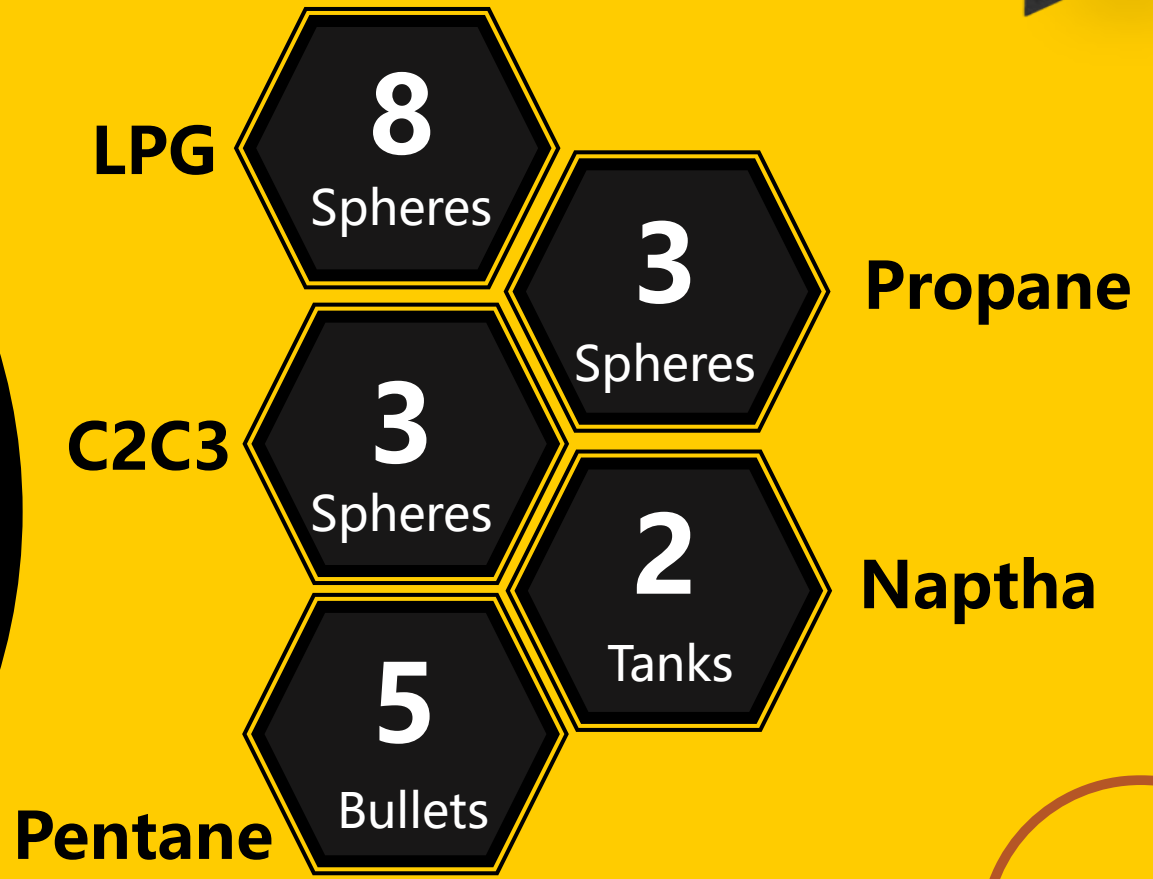 LPG
8
Spheres
3
Spheres
Propane
C2C3
3
Spheres
2
Tanks
Naptha
5
Bullets
Pentane